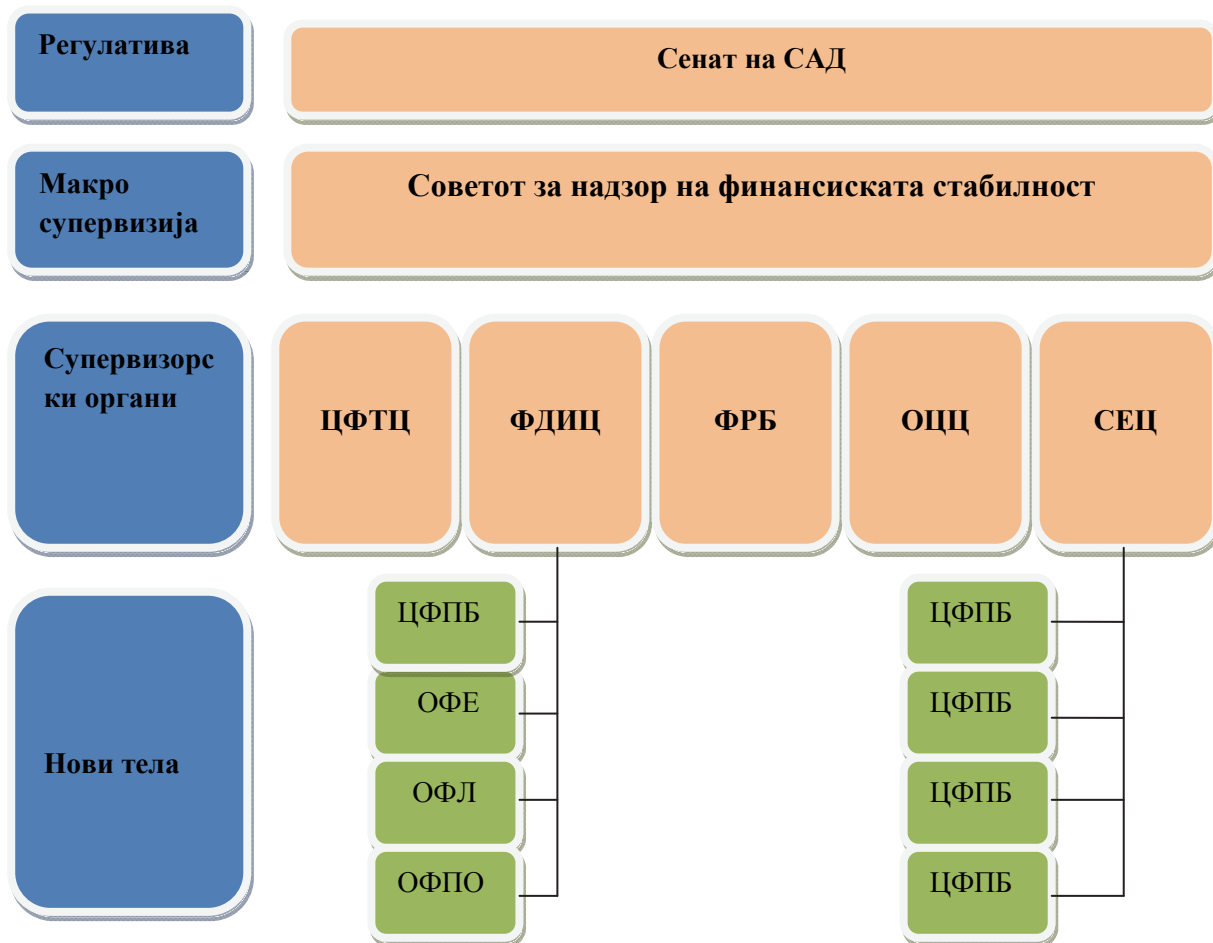 Регулатива
Сенат на САД
Макро
супервизија
Советот за надзор на финансиската стабилност
Супервизорс
ки органи
ЦФТЦ
ФДИЦ
ФРБ
ОЦЦ
СЕЦ
Нови тела
ЦФПБ
ОФЕ
ОФЛ
ОФПО
ЦФПБ
ЦФПБ
ЦФПБ
ЦФПБ